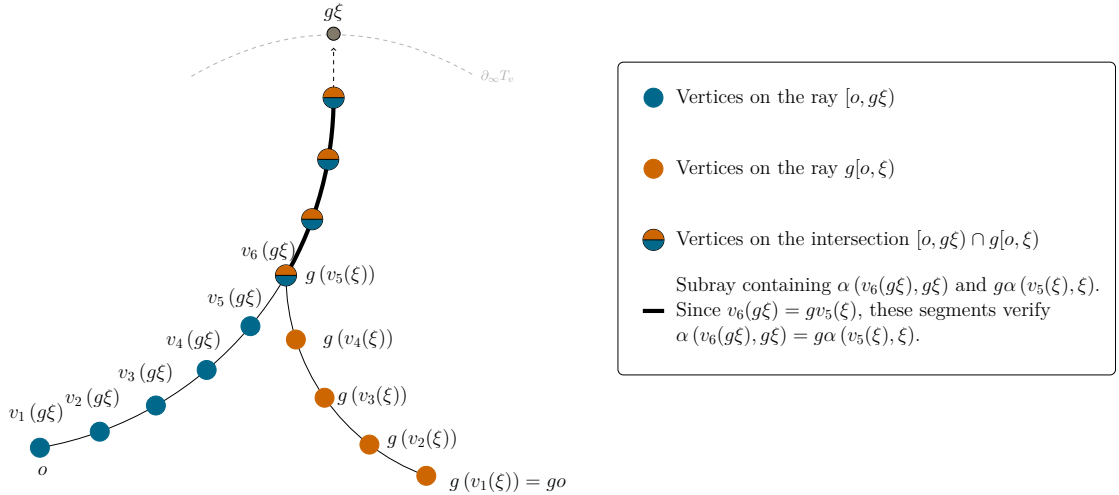 gξ
∂∞Tᵥ
v₆ (gξ)
g (v₅(ξ))
v₅ (gξ)
v₄ (gξ)
g (v₄(ξ))
v₃ (gξ)
v₂ (gξ)
g (v₃(ξ))
v₁ (gξ)
g (v₂(ξ))
o
g (v₁(ξ)) = go
Vertices on the ray [o, gξ)
Vertices on the ray g[o, ξ)
Vertices on the intersection [o, gξ) ∩ g[o, ξ)
Subray containing α (v₆(gξ), gξ) and gα (v₅(ξ), ξ).
Since v₆(gξ) = gv₅(ξ), these segments verify
α (v₆(gξ), gξ) = gα (v₅(ξ), ξ).